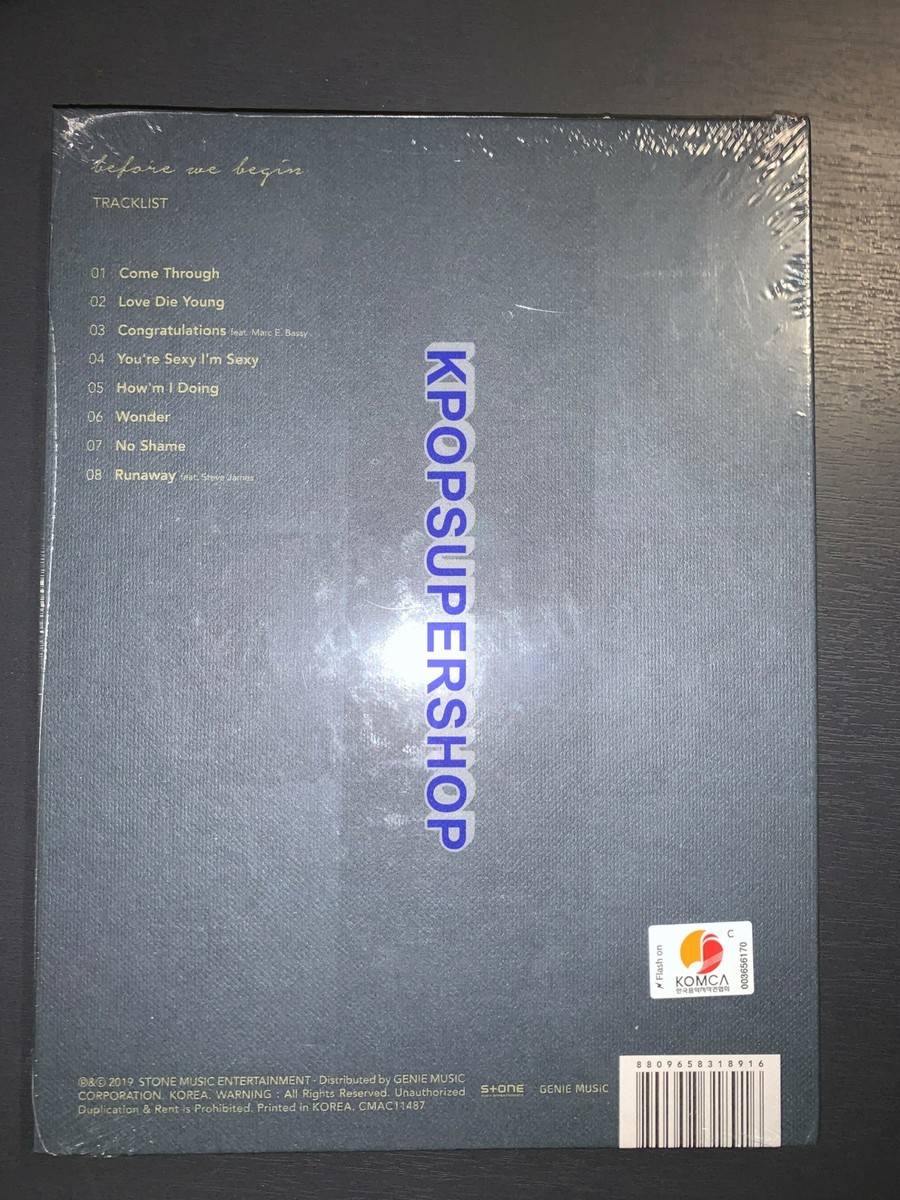 before we begin
TRACKLIST
01 Come Through
02 Love Die Young
03 Congratulations feat. Marc E. Bassy
04 You're Sexy I'm Sexy
05 How'm I Doing
06 Wonder
07 No Shame
08 Runaway feat. Steve James
KPOPSUPERSHOP
Flash on
C
KOMCA
한국음악저작권협회
003656170
8809658318916
℗&© 2019 STONE MUSIC ENTERTAINMENT · Distributed by GENIE MUSIC
CORPORATION. KOREA. WARNING : All Rights Reserved. Unauthorized
Duplication & Rent is Prohibited. Printed in KOREA. CMAC11487
STONE
GENIE MUSIC